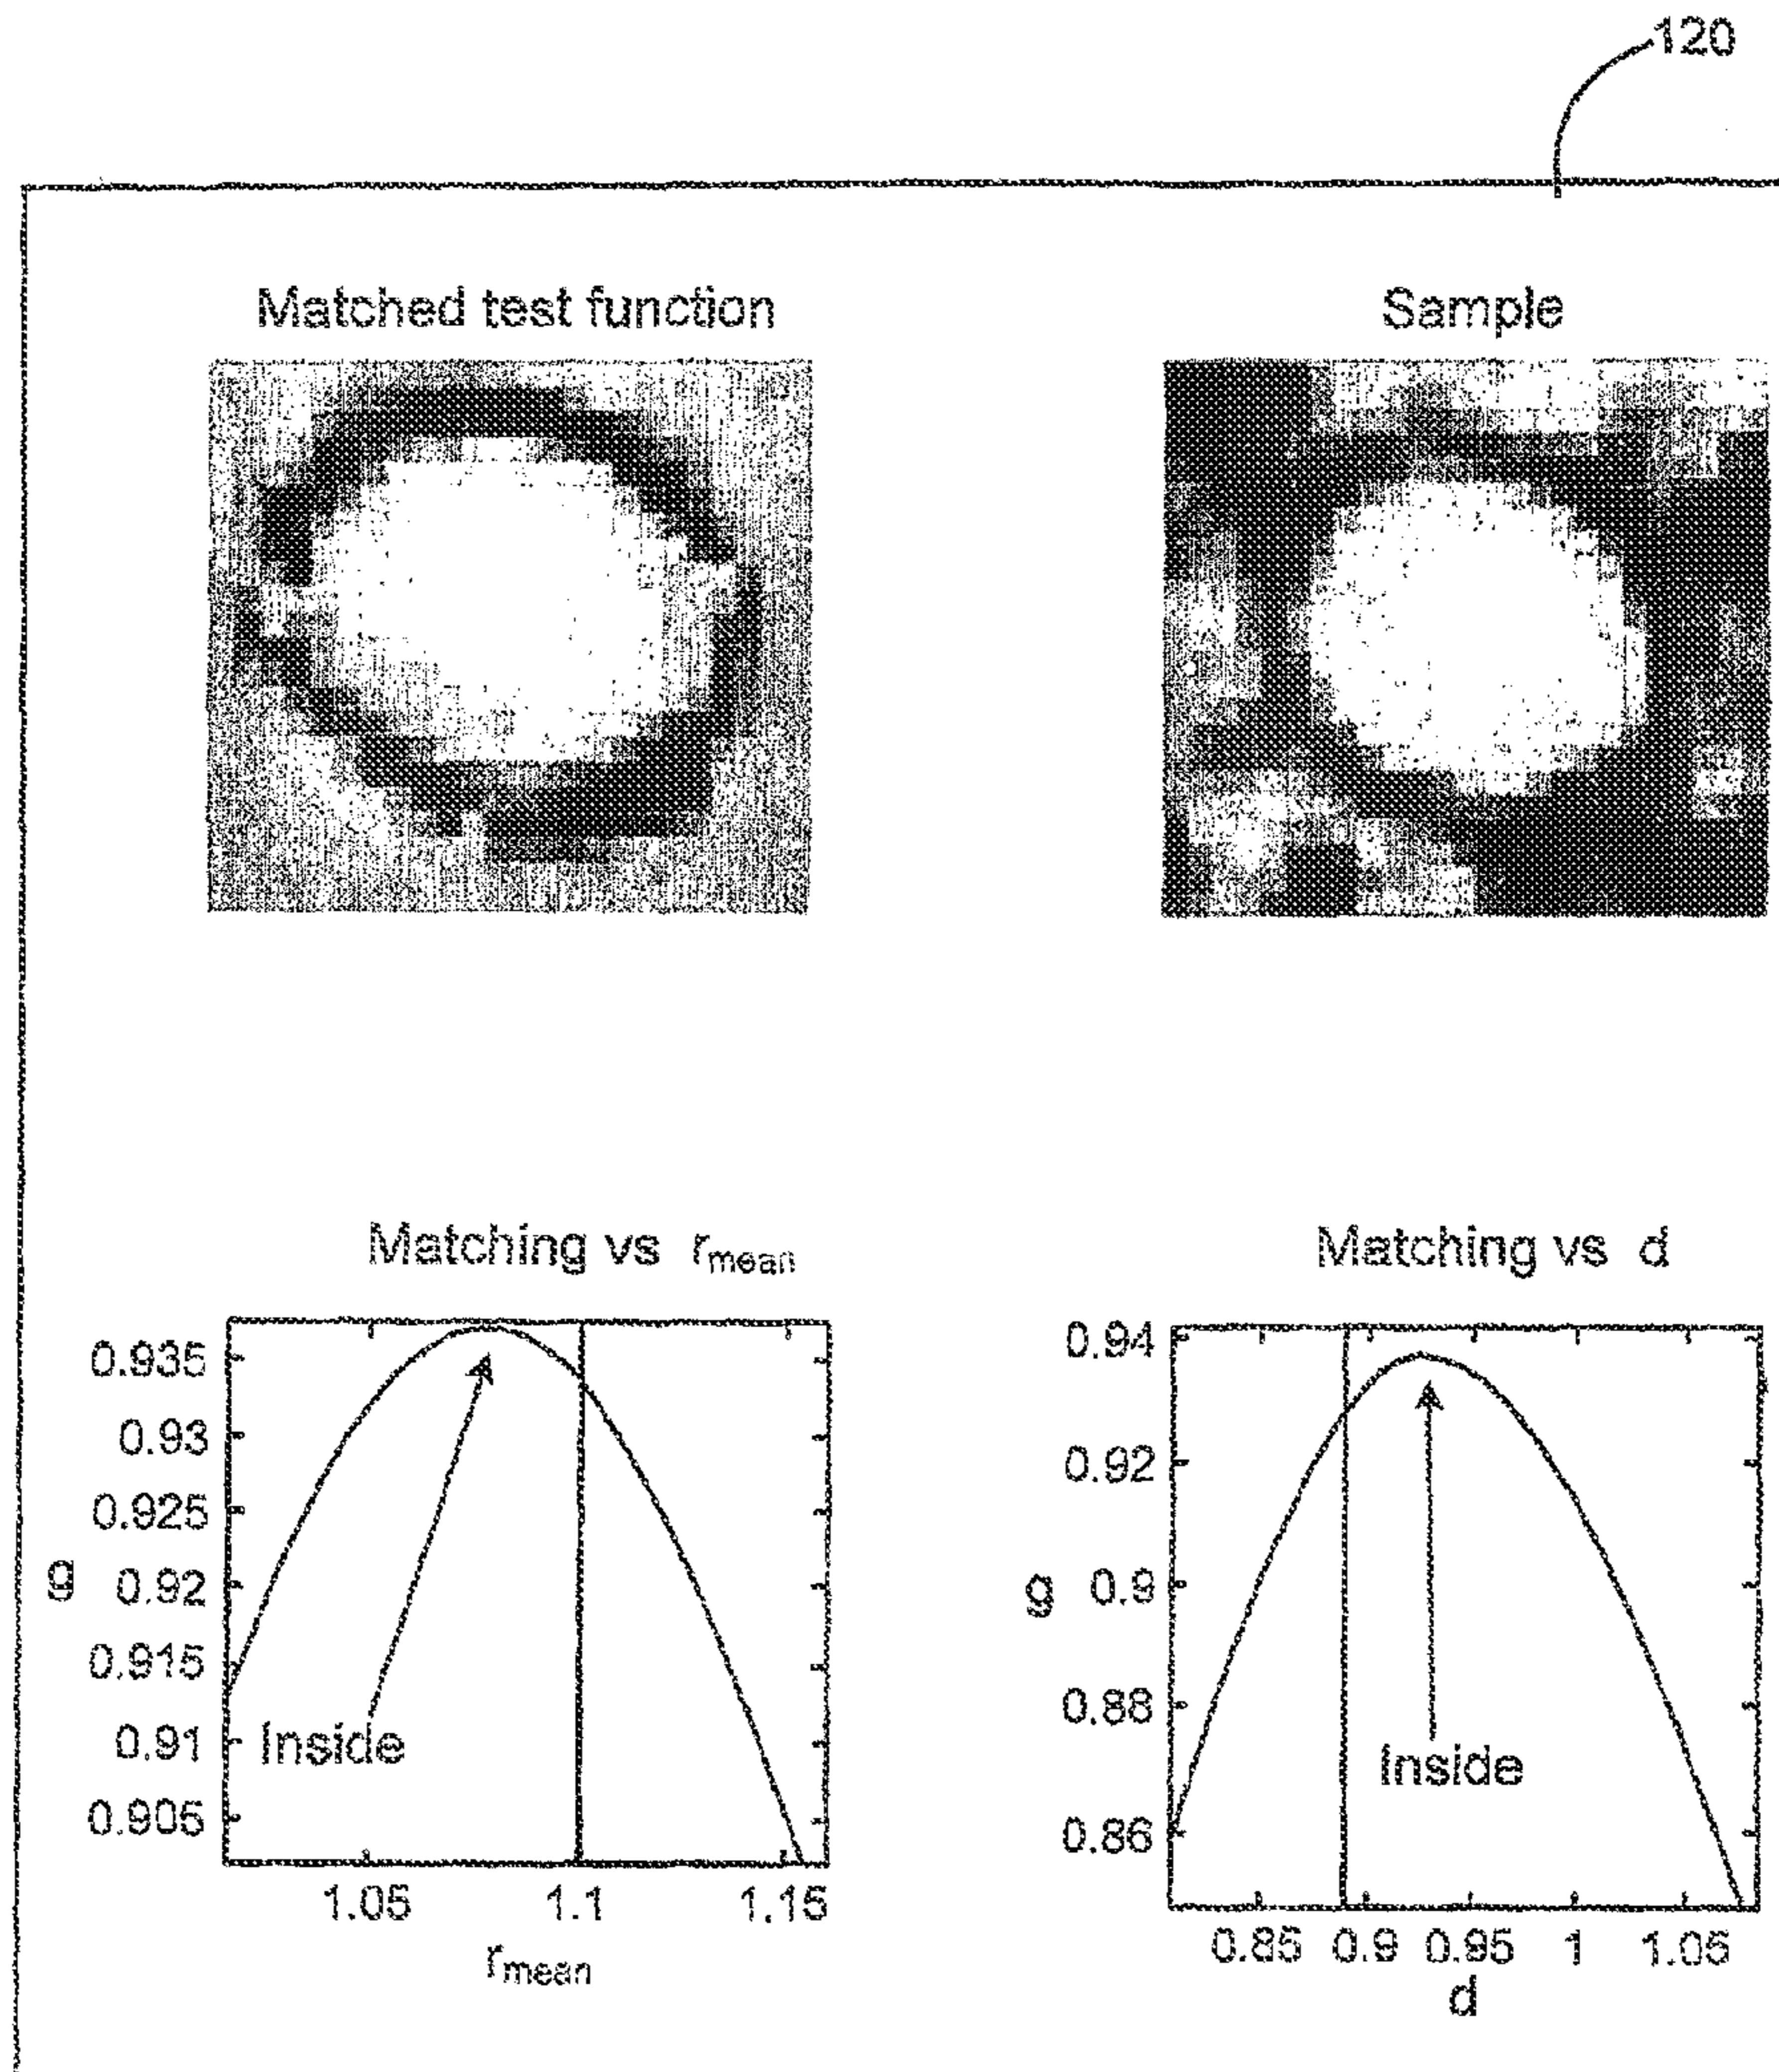 120
Matched test function
Sample
Matching vs r_mean
0.935
0.93
0.925
0.92
0.915
0.91
0.905
g
Inside
1.05 1.1 1.15
r_mean
Matching vs d
0.94
0.92
0.9
0.88
0.86
g
Inside
0.85 0.9 0.95 1 1.05
d